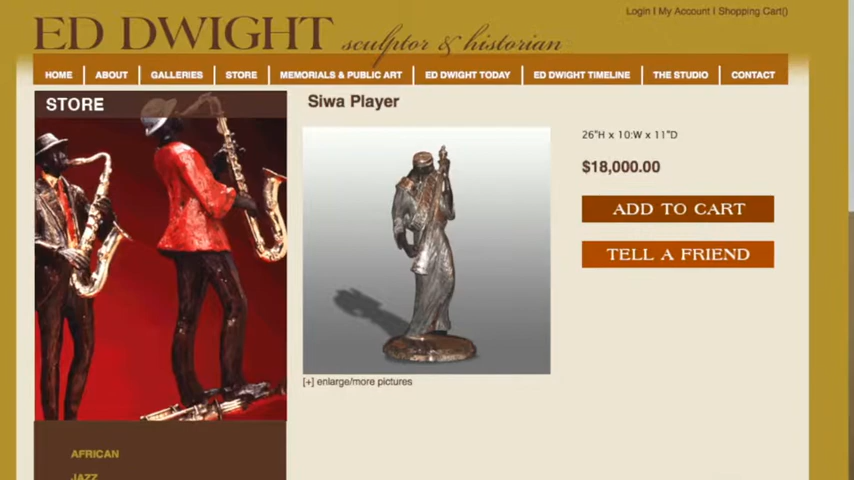 Login | My Account | Shopping Cart()
ED DWIGHT sculptor & historian
HOME ABOUT GALLERIES STORE MEMORIALS & PUBLIC ART ED DWIGHT TODAY ED DWIGHT TIMELINE THE STUDIO CONTACT
STORE
Siwa Player
26"H x 10:W x 11"D
$18,000.00
ADD TO CART
TELL A FRIEND
[+] enlarge/more pictures
AFRICAN
JAZZ